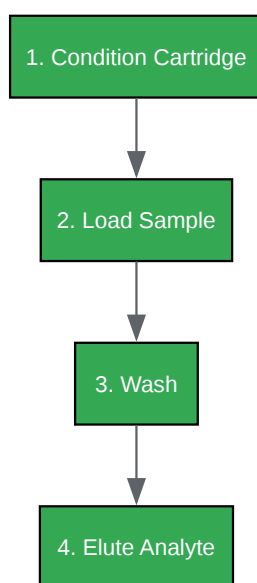 1. Condition Cartridge
2. Load Sample
3. Wash
4. Elute Analyte